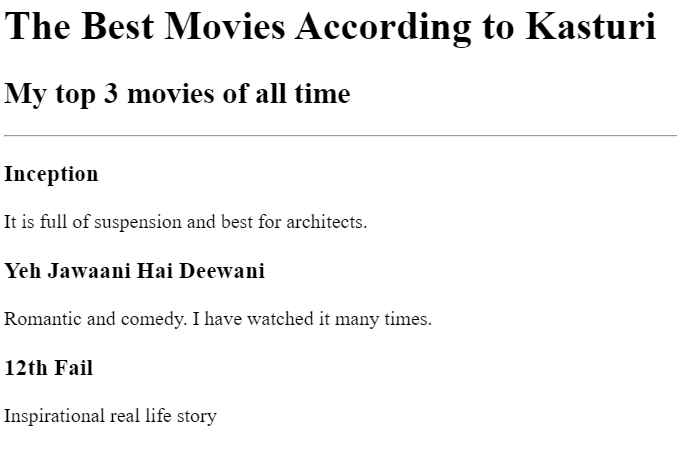 The Best Movies According to Kasturi
My top 3 movies of all time
Inception
It is full of suspension and best for architects.
Yeh Jawaani Hai Deewani
Romantic and comedy. I have watched it many times.
12th Fail
Inspirational real life story